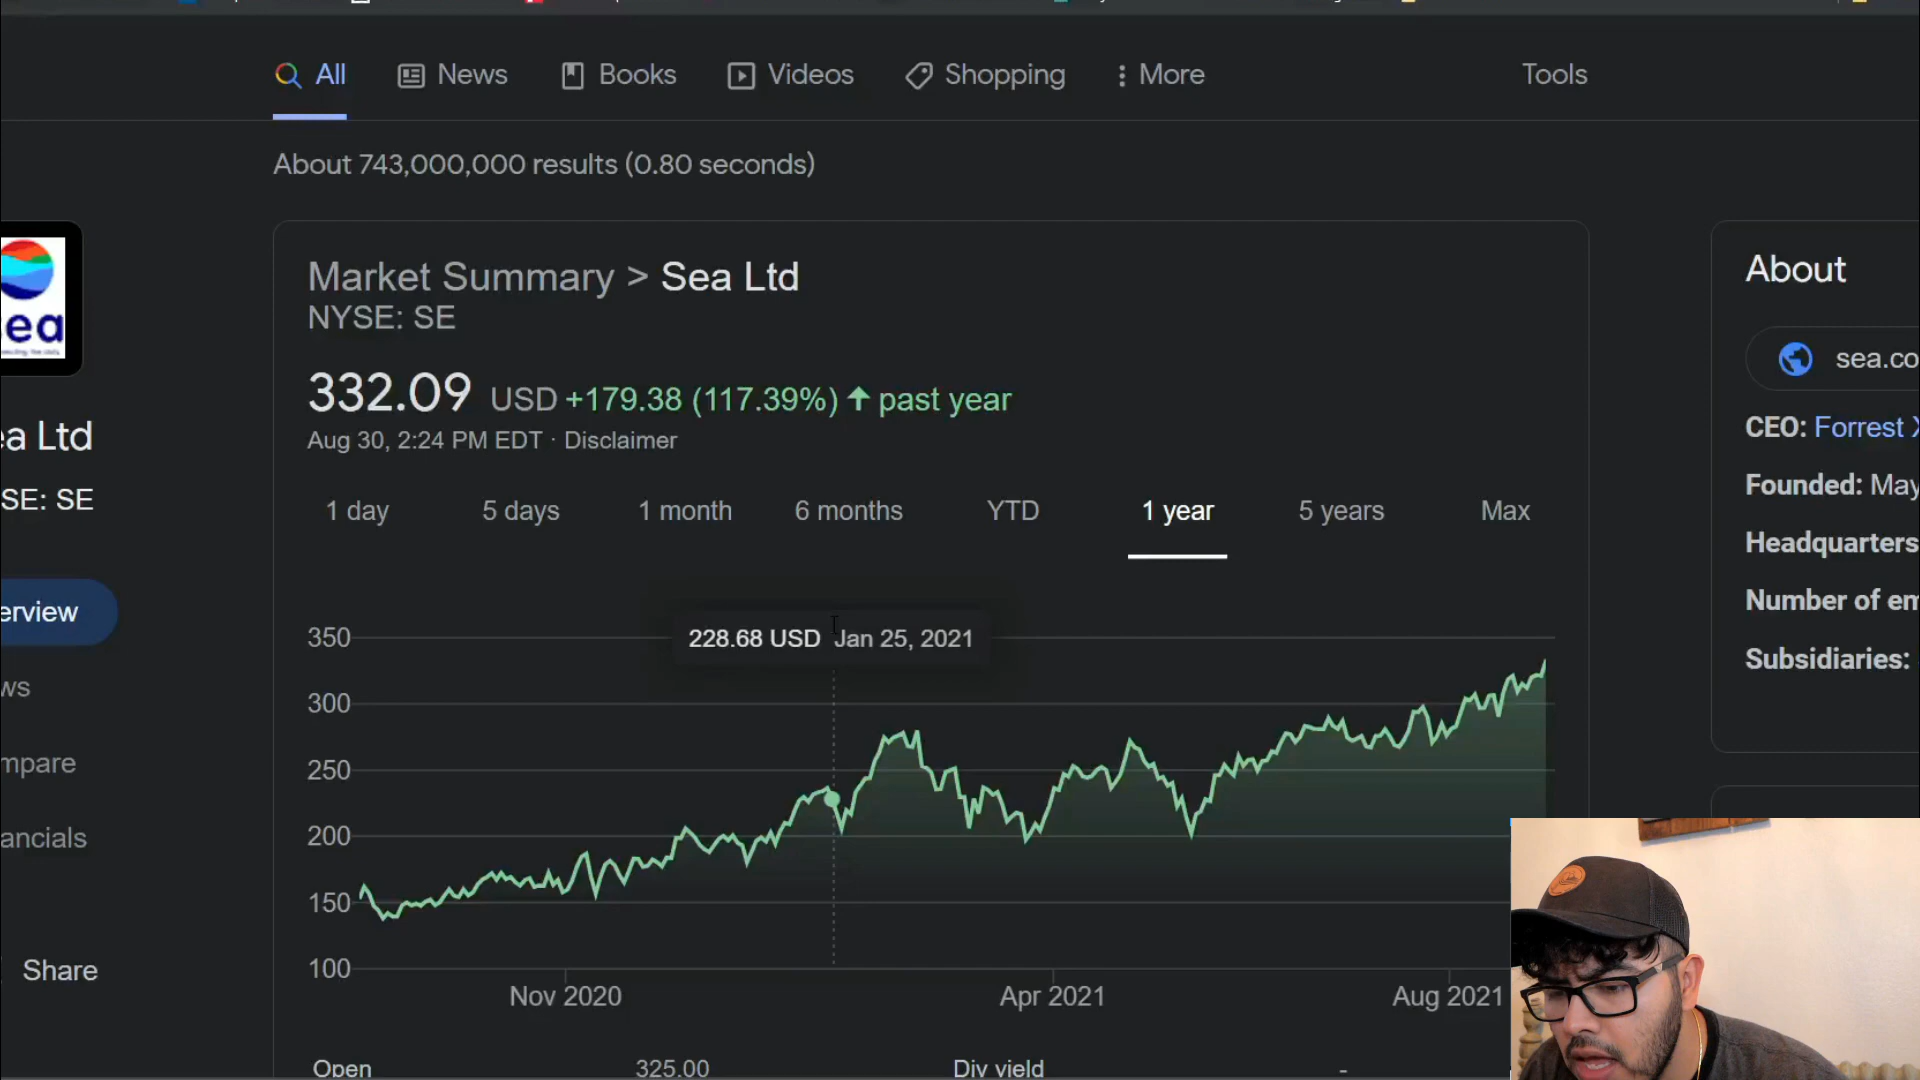 All News Books Videos Shopping More Tools
About 743,000,000 results (0.80 seconds)
ea
a Ltd
SE: SE
erview
ws
mpare
ancials
Share
Market Summary > Sea Ltd
NYSE: SE
332.09 USD +179.38 (117.39%) past year
Aug 30, 2:24 PM EDT · Disclaimer
1 day 5 days 1 month 6 months YTD 1 year 5 years Max
228.68 USD Jan 25, 2021
350
300
250
200
150
100
Nov 2020 Apr 2021 Aug 2021
Open 325.00 Div yield -
About
sea.co
CEO: Forrest X
Founded: May
Headquarters
Number of em
Subsidiaries: